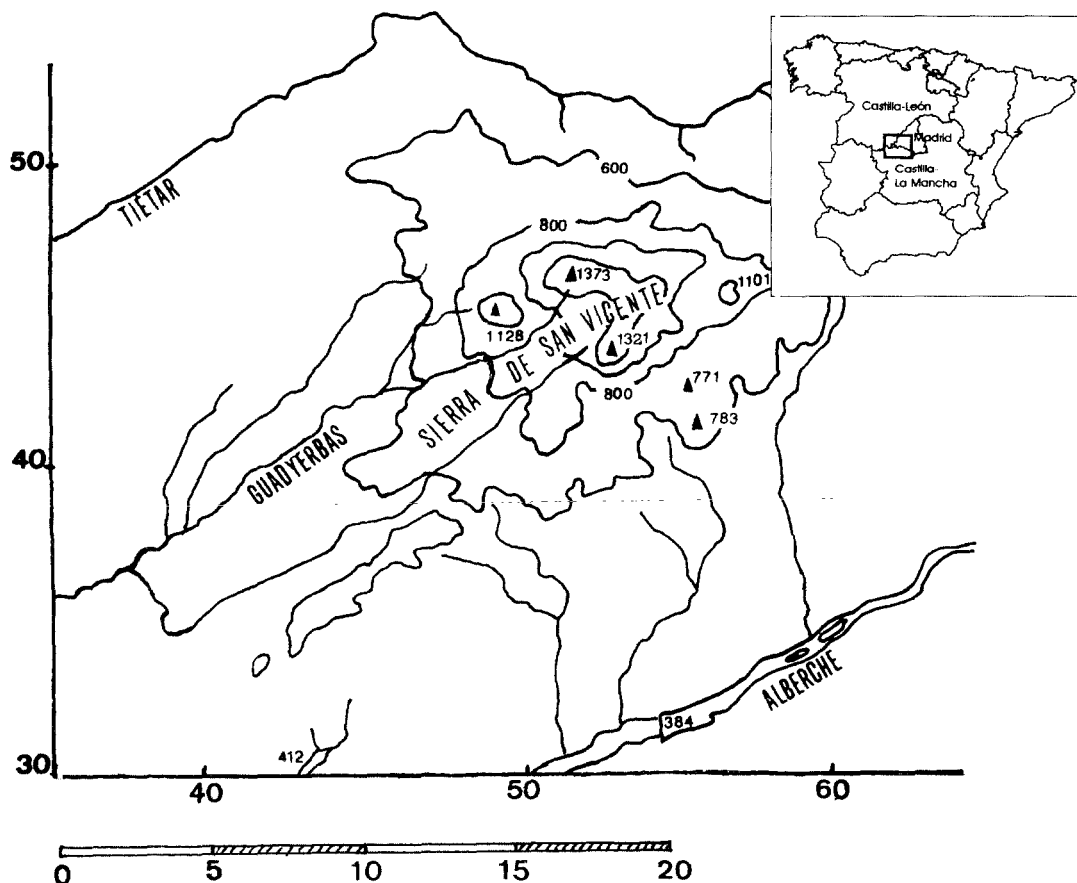 Castilla-León
Madrid
Castilla-
La Mancha
50
TIÉTAR
600
800
1373
1101
1128
DE SAN VICENTE
1321
800
771
783
SIERRA
GUADYERBAS
40
ALBERCHE
384
412
30
40
50
60
0 5 10 15 20